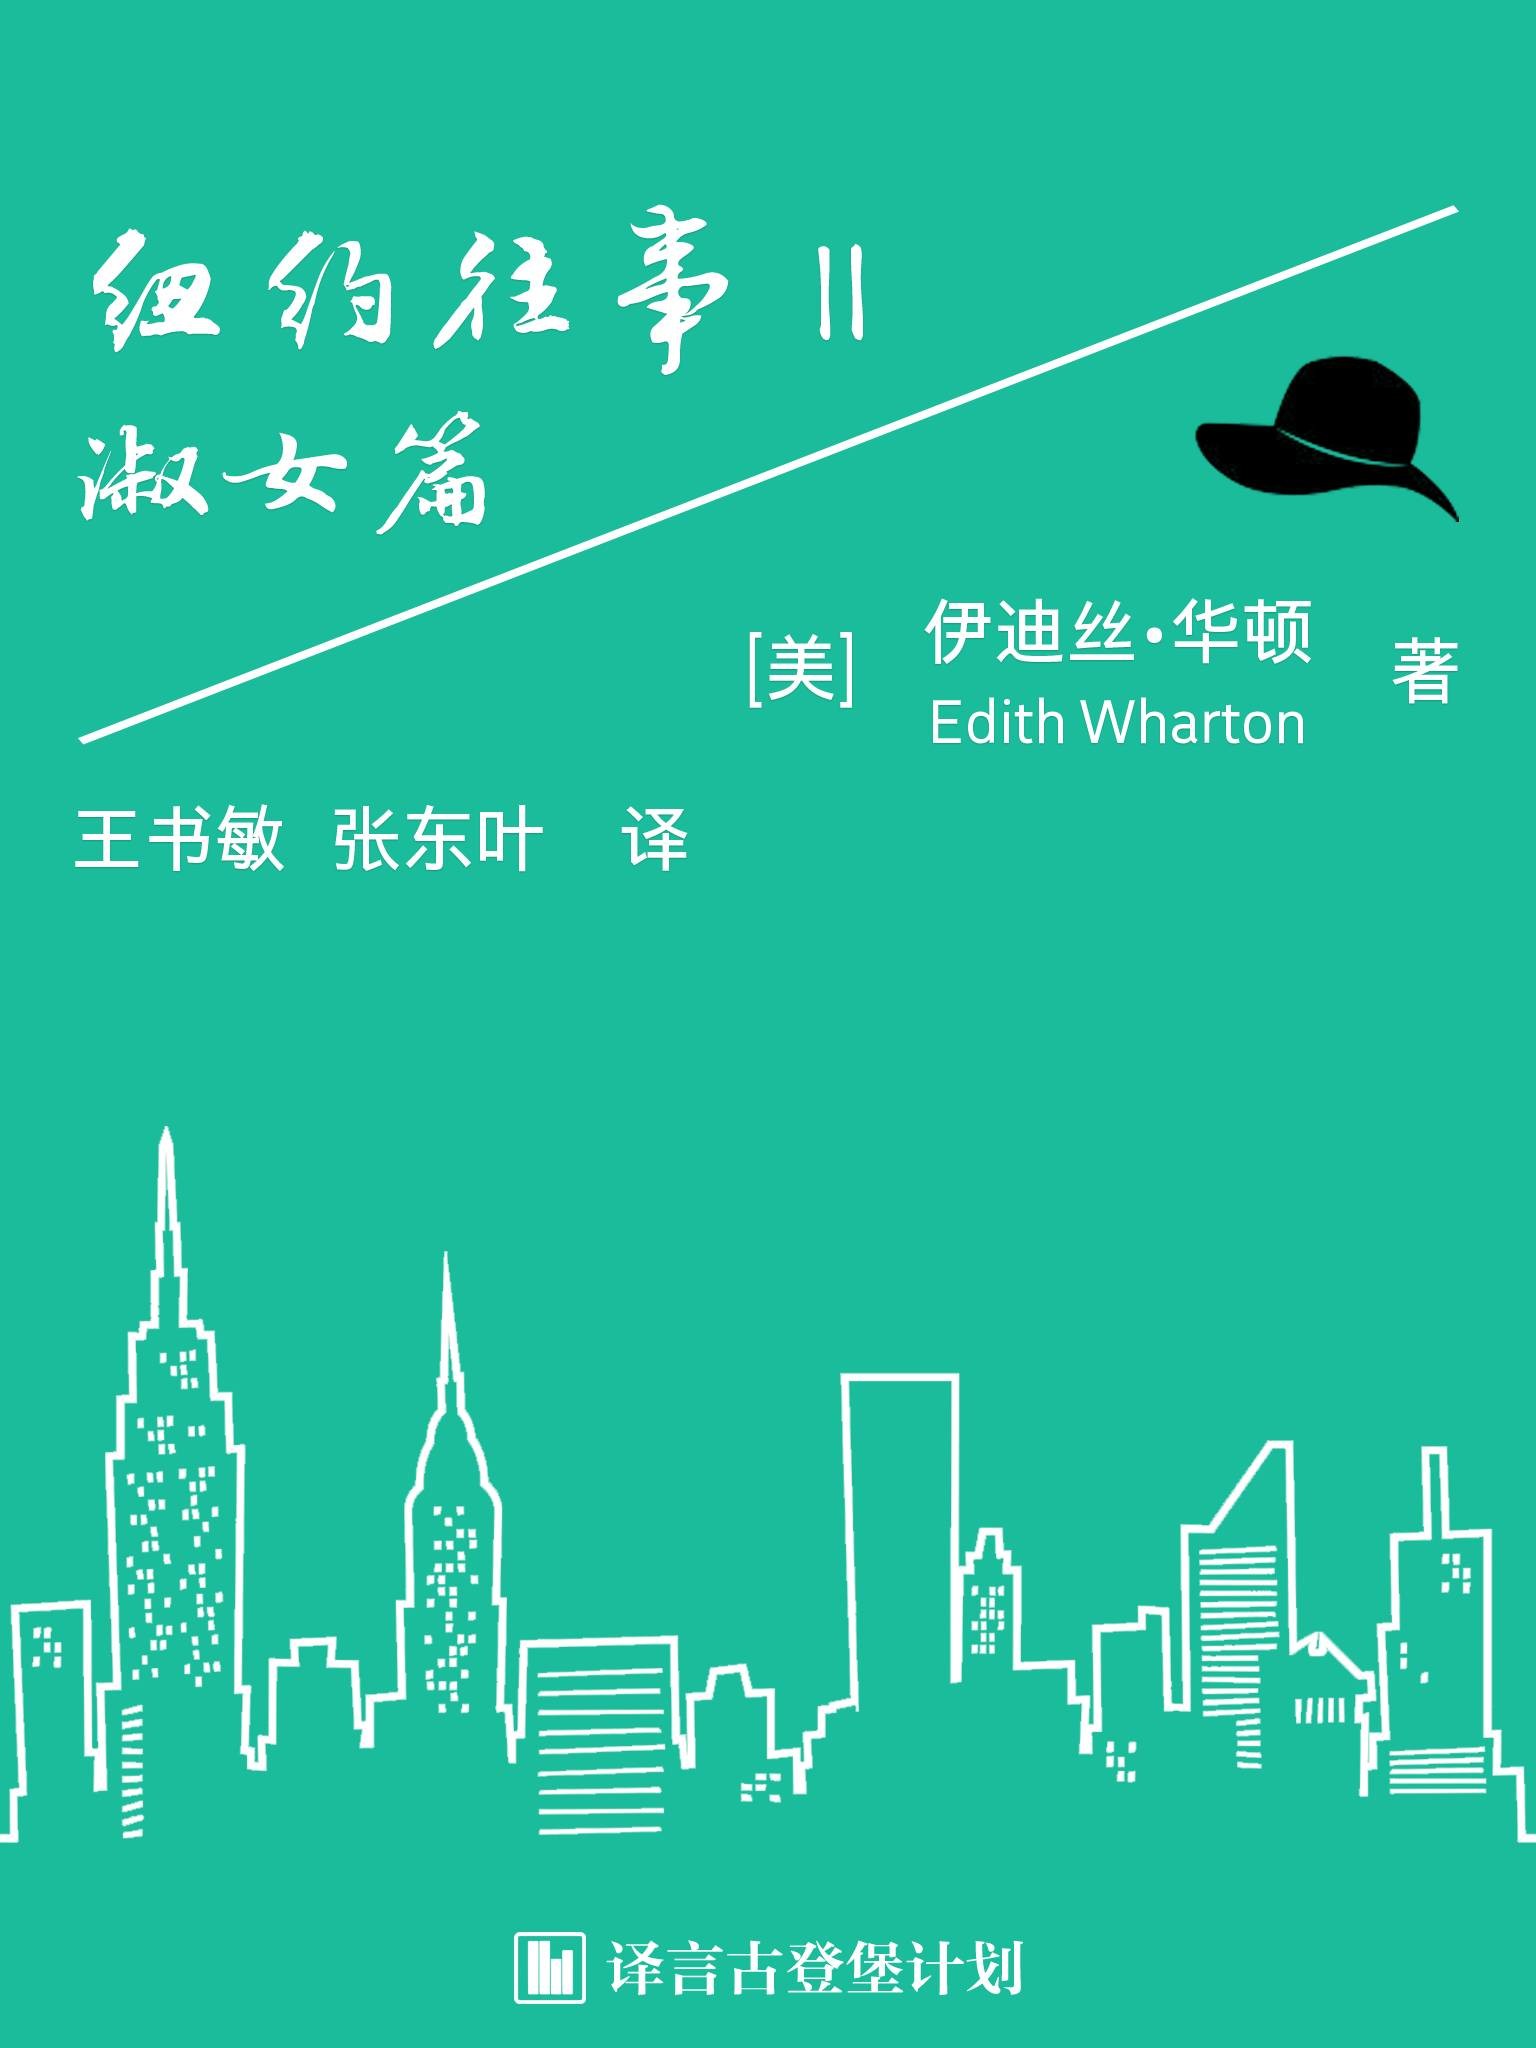 纽约往事 II
淑女篇
[美] 伊迪丝•华顿 著
Edith Wharton
王书敏 张东叶 译
译言古登堡计划